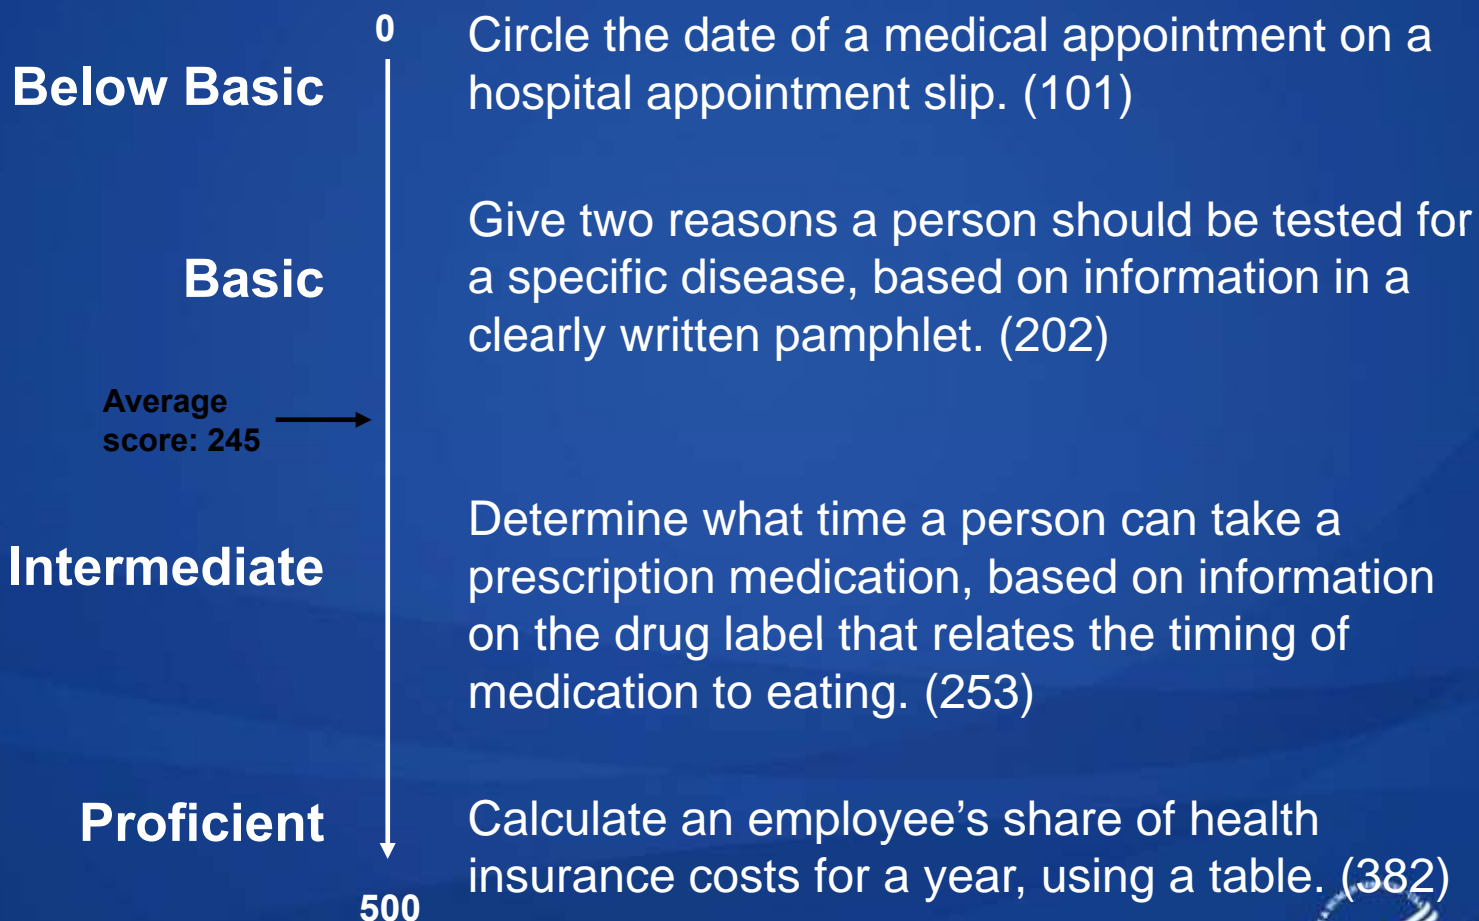 0
Below Basic
Circle the date of a medical appointment on a
hospital appointment slip. (101)
Basic
Give two reasons a person should be tested for
a specific disease, based on information in a
clearly written pamphlet. (202)
Average
score: 245
Intermediate
Determine what time a person can take a
prescription medication, based on information
on the drug label that relates the timing of
medication to eating. (253)
Proficient
Calculate an employee’s share of health
insurance costs for a year, using a table. (382)
500